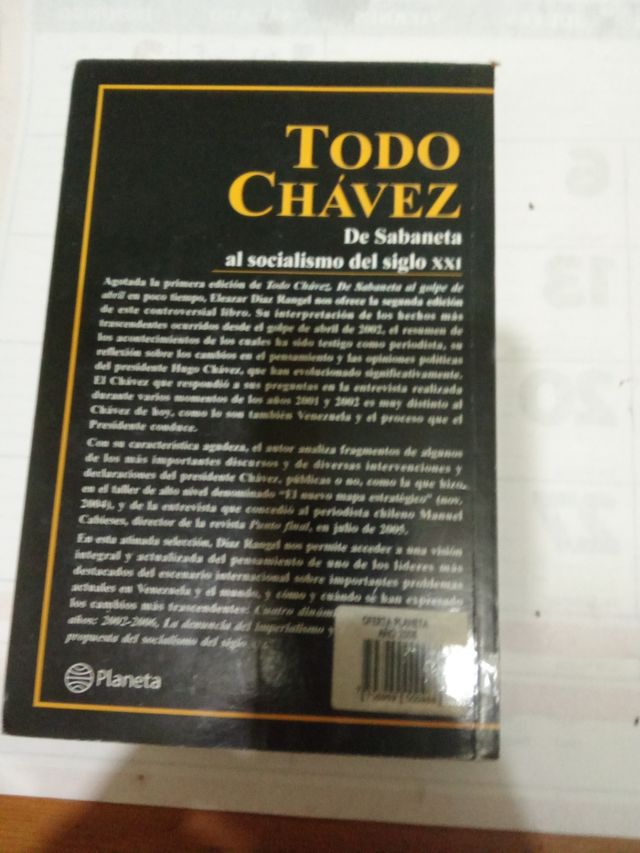 TODO
CHÁVEZ
De Sabaneta
al socialismo del siglo XXI
Agotada la primera edición de Todo Chávez. De Sabaneta al golpe de
abril en poco tiempo, Eleazar Díaz Rangel nos ofrece la segunda edición
de este controversial libro. Su interpretación de los hechos más
trascendentes ocurridos desde el golpe de abril de 2002, el resumen de
los acontecimientos de los cuales ha sido testigo como periodista, su
reflexión sobre los cambios en el pensamiento y las opiniones políticas
del presidente Hugo Chávez, que han evolucionado significativamente.
El Chávez que respondió a sus preguntas en la entrevista realizada
durante varios momentos de los años 2001 y 2002 es muy distinto al
Chávez de hoy, como lo son también Venezuela y el proceso que el
Presidente conduce.
Con su característica agudeza, el autor analiza fragmentos de algunos
de los más importantes discursos y de diversas intervenciones y
declaraciones del presidente Chávez, públicas o no, como la que hizo,
en el taller de alto nivel denominado "El nuevo mapa estratégico" (nov.
2004), y de la entrevista que concedió al periodista chileno Manuel
Cabieses, director de la revista Punto final, en julio de 2005.
En esta atinada selección, Díaz Rangel nos permite acceder a una visión
integral y actualizada del pensamiento de uno de los líderes más
destacados del escenario internacional sobre importantes problemas
actuales en Venezuela y el mundo, y cómo y cuándo se han expresado
los cambios más trascendentes: Cuatro
años: 2002-2006, La denuncia del imperialismo y
propuesta del socialismo del siglo
OFERTA PLANETA
AÑO 2008
Planeta
6
13